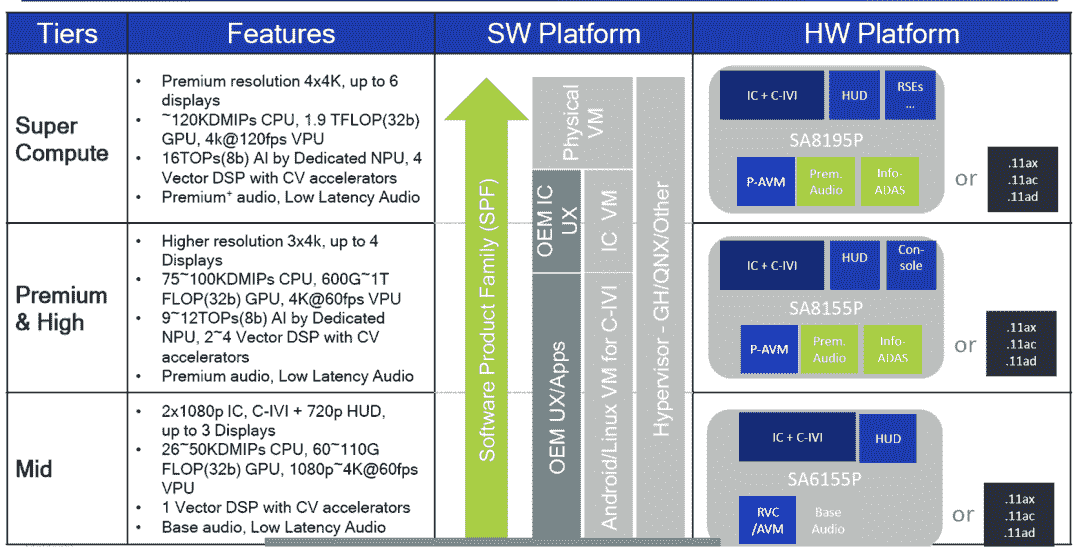 Tiers
Features
SW Platform
HW Platform
Super
Compute
• Premium resolution 4x4K, up to 6
displays
• ~120KDMIPs CPU, 1.9 TFLOP(32b)
GPU, 4k@120fps VPU
• 16TOPs(8b) AI by Dedicated NPU, 4
Vector DSP with CV accelerators
• Premium⁺ audio, Low Latency Audio
Premium
& High
• Higher resolution 3x4k, up to 4
Displays
• 75~100KDMIPs CPU, 600G~1T
FLOP(32b) GPU, 4K@60fps VPU
• 9~12TOPs(8b) AI by Dedicated
NPU, 2~4 Vector DSP with CV
accelerators
• Premium audio, Low Latency Audio
Mid
• 2x1080p IC, C-IVI + 720p HUD,
up to 3 Displays
• 26~50KDMIPs CPU, 60~110G
FLOP(32b) GPU, 1080p~4K@60fps
VPU
• 1 Vector DSP with CV accelerators
• Base audio, Low Latency Audio
Software Product Family (SPF)
OEM IC
UX
OEM UX/Apps
Physical
VM
IC VM
Android/Linux VM for C-IVI
Hypervisor – GH/QNX/Other
IC + C-IVI
HUD
RSEs
...
SA8195P
P-AVM
Prem.
Audio
Info-
ADAS
or
.11ax
.11ac
.11ad
IC + C-IVI
HUD
Con-
sole
SA8155P
P-AVM
Prem.
Audio
Info-
ADAS
or
.11ax
.11ac
.11ad
IC + C-IVI
HUD
SA6155P
RVC
/AVM
Base
Audio
or
.11ax
.11ac
.11ad